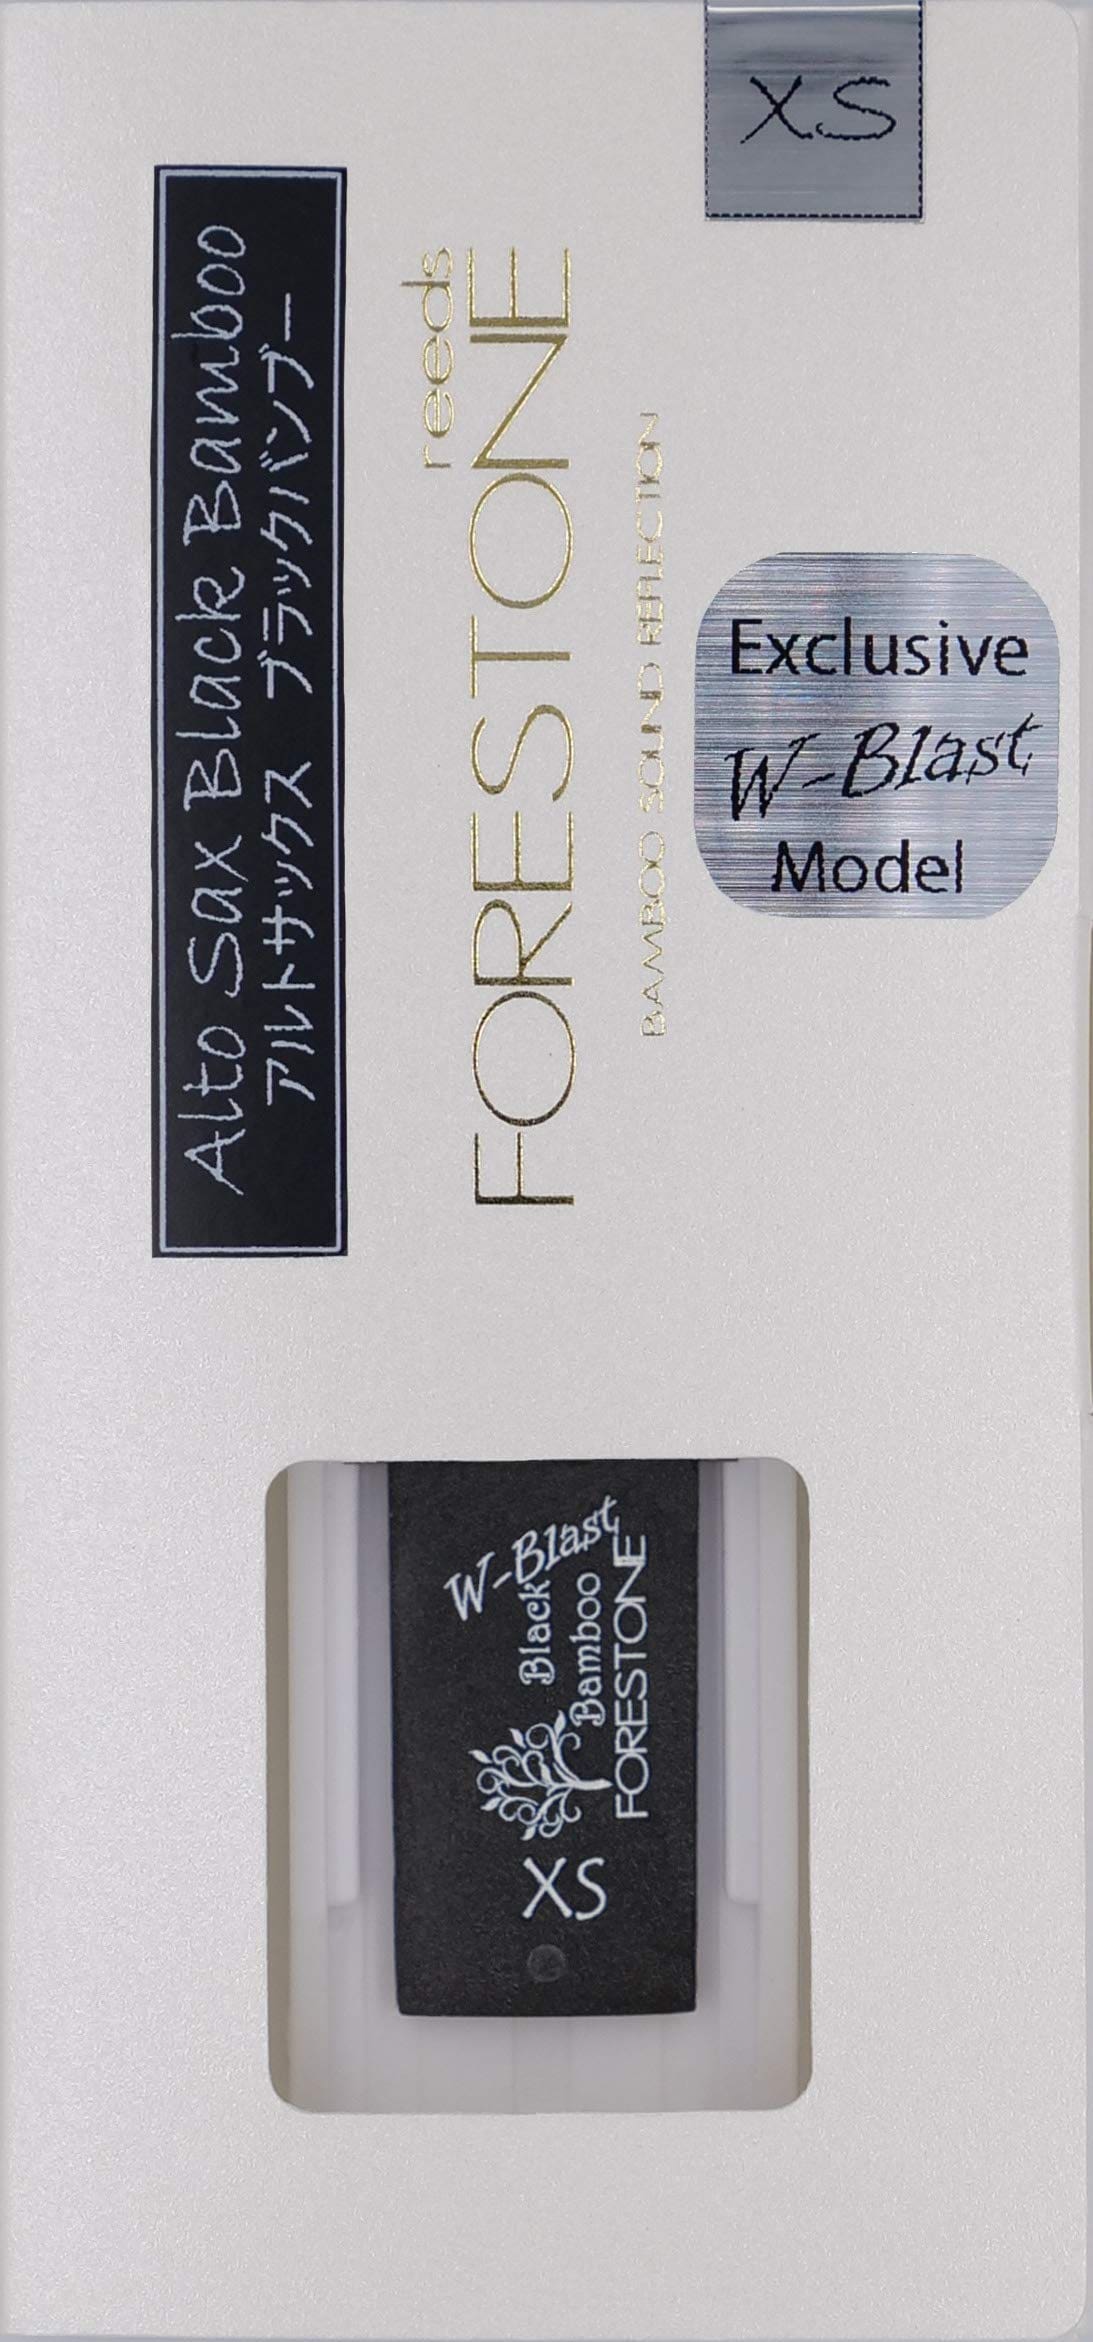 XS
Alto Sax Black Bamboo
アルトサックス ブラックバンブー
reeds
FORESTONE
BAMBOO SOUND REFLECTION
Exclusive
W-Blast
Model
W-Blast
Black
Bamboo
FORESTONE
XS